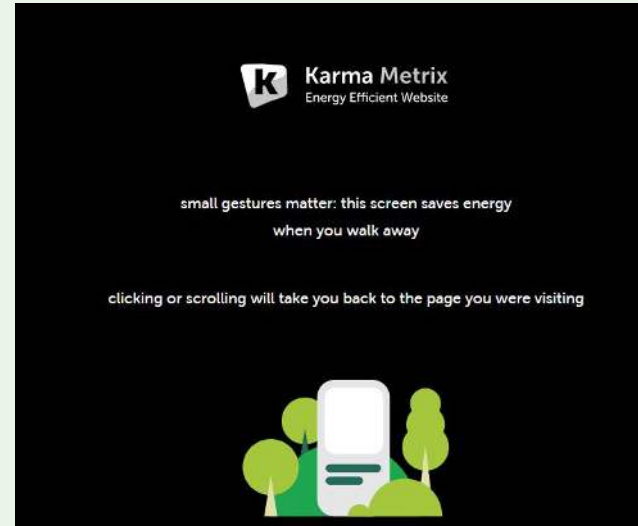 k
Karma Metrix
Energy Efficient Website
small gestures matter: this screen saves energy
when you walk away
clicking or scrolling will take you back to the page you were visiting